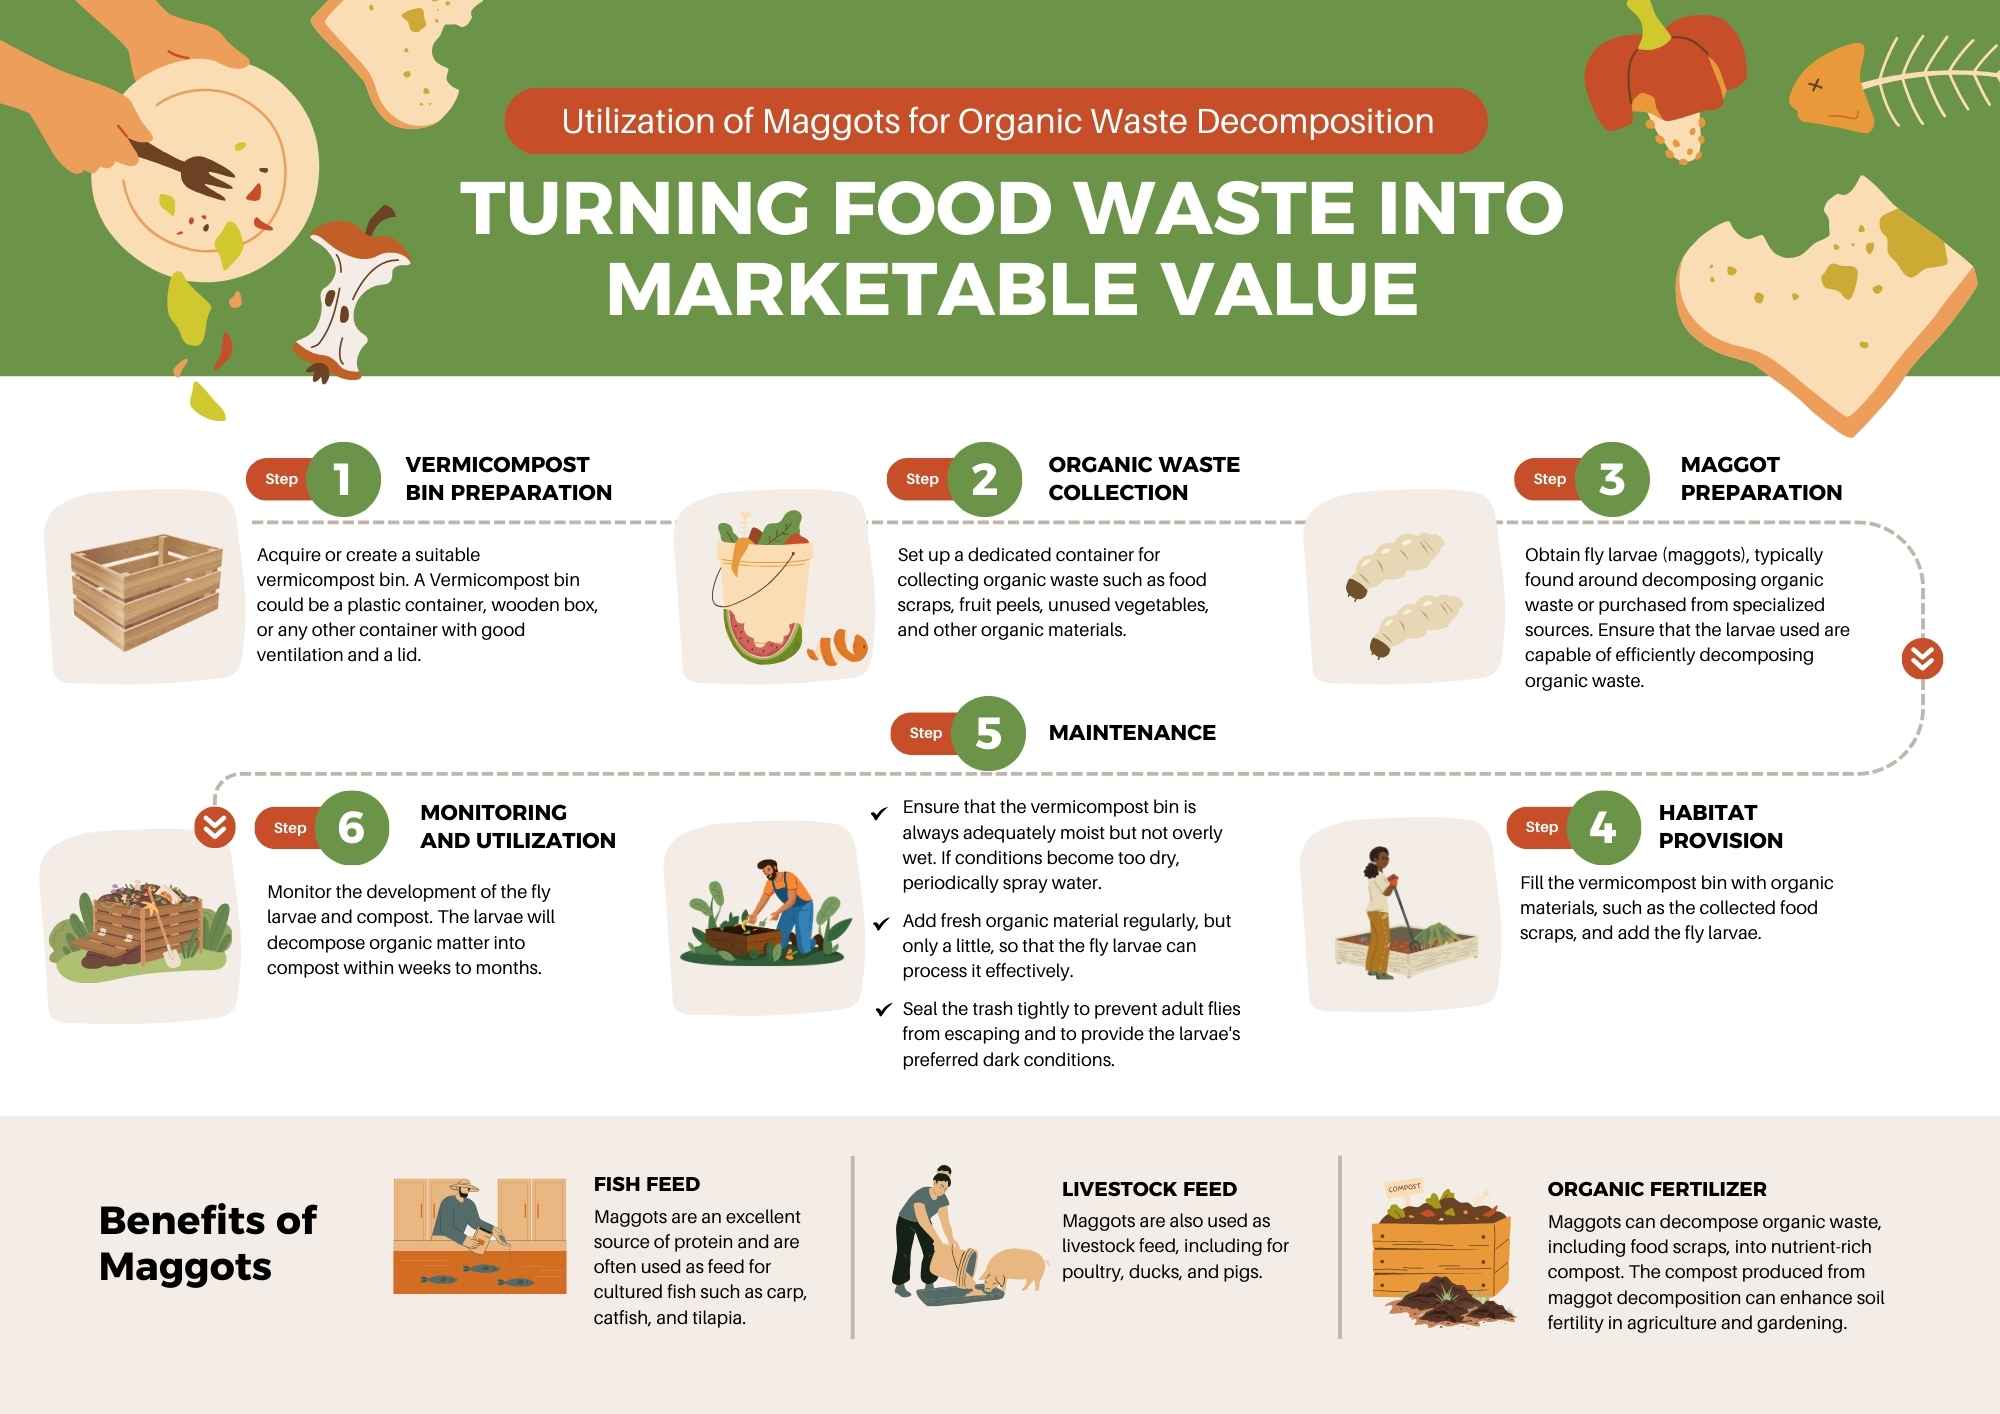 Utilization of Maggots for Organic Waste Decomposition
TURNING FOOD WASTE INTO
MARKETABLE VALUE
Step 1
VERMICOMPOST
BIN PREPARATION
Acquire or create a suitable
vermicompost bin. A Vermicompost bin
could be a plastic container, wooden box,
or any other container with good
ventilation and a lid.
Step 2
ORGANIC WASTE
COLLECTION
Set up a dedicated container for
collecting organic waste such as food
scraps, fruit peels, unused vegetables,
and other organic materials.
Step 3
MAGGOT
PREPARATION
Obtain fly larvae (maggots), typically
found around decomposing organic
waste or purchased from specialized
sources. Ensure that the larvae used are
capable of efficiently decomposing
organic waste.
Step 4
HABITAT
PROVISION
Fill the vermicompost bin with organic
materials, such as the collected food
scraps, and add the fly larvae.
Step 5
MAINTENANCE
Ensure that the vermicompost bin is
always adequately moist but not overly
wet. If conditions become too dry,
periodically spray water.
Add fresh organic material regularly, but
only a little, so that the fly larvae can
process it effectively.
Seal the trash tightly to prevent adult flies
from escaping and to provide the larvae's
preferred dark conditions.
Step 6
MONITORING
AND UTILIZATION
Monitor the development of the fly
larvae and compost. The larvae will
decompose organic matter into
compost within weeks to months.
Benefits of
Maggots
FISH FEED
Maggots are an excellent
source of protein and are
often used as feed for
cultured fish such as carp,
catfish, and tilapia.
LIVESTOCK FEED
Maggots are also used as
livestock feed, including for
poultry, ducks, and pigs.
COMPOST
ORGANIC FERTILIZER
Maggots can decompose organic waste,
including food scraps, into nutrient-rich
compost. The compost produced from
maggot decomposition can enhance soil
fertility in agriculture and gardening.